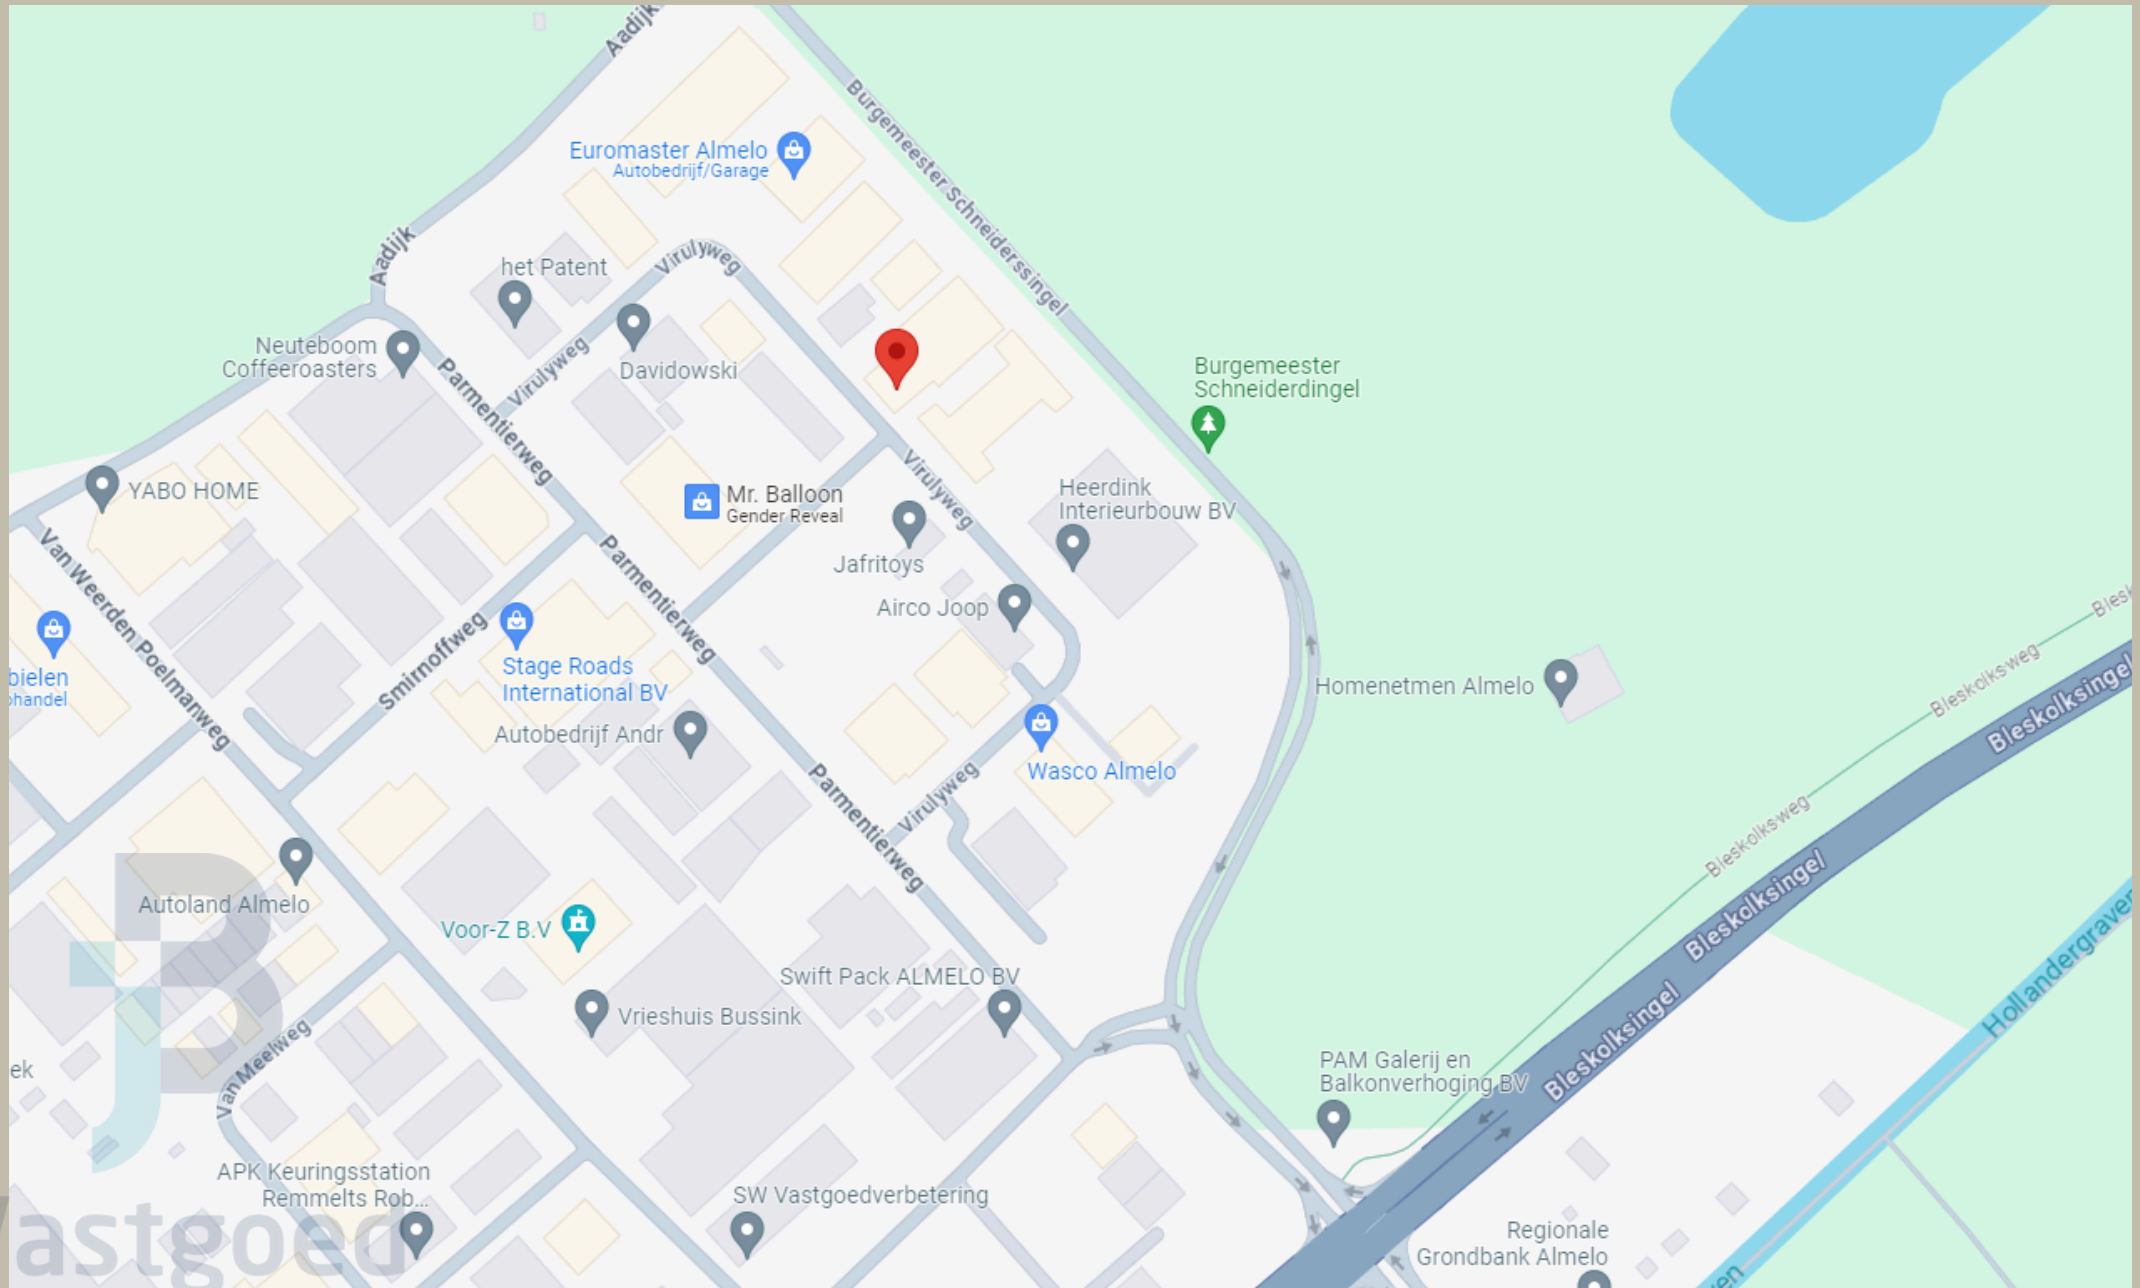 Aadijk
Burgemeester Schneiderssingel
Euromaster Almelo
Autobedrijf/Garage
Aadijk
Virulyweg
het Patent
Neuteboom
Coffeeroasters
Virulyweg
Davidowski
Parmentierweg
Burgemeester
Schneiderdingel
YABO HOME
Mr. Balloon
Gender Reveal
Virulyweg
Heerdink
Interieurbouw BV
Jafritoys
Van Weerden Poelmanweg
Parmentierweg
Airco Joop
Smirnoffweg
Stage Roads
International BV
bielen
ohandel
Homenetmen Almelo
Bleskolksweg
Bleskolksingel
Autobedrijf Andr
Wasco Almelo
Virulyweg
Parmentierweg
Bleskolksweg
Bleskolksingel
Autoland Almelo
Voor-Z B.V
Hollandergraven
Swift Pack ALMELO BV
Vrieshuis Bussink
Bleskolksingel
Van Meelweg
ek
PAM Galerij en
Balkonverhoging BV
APK Keuringsstation
Remmelts Rob...
SW Vastgoedverbetering
Regionale
Grondbank Almelo
JB
Vastgoed